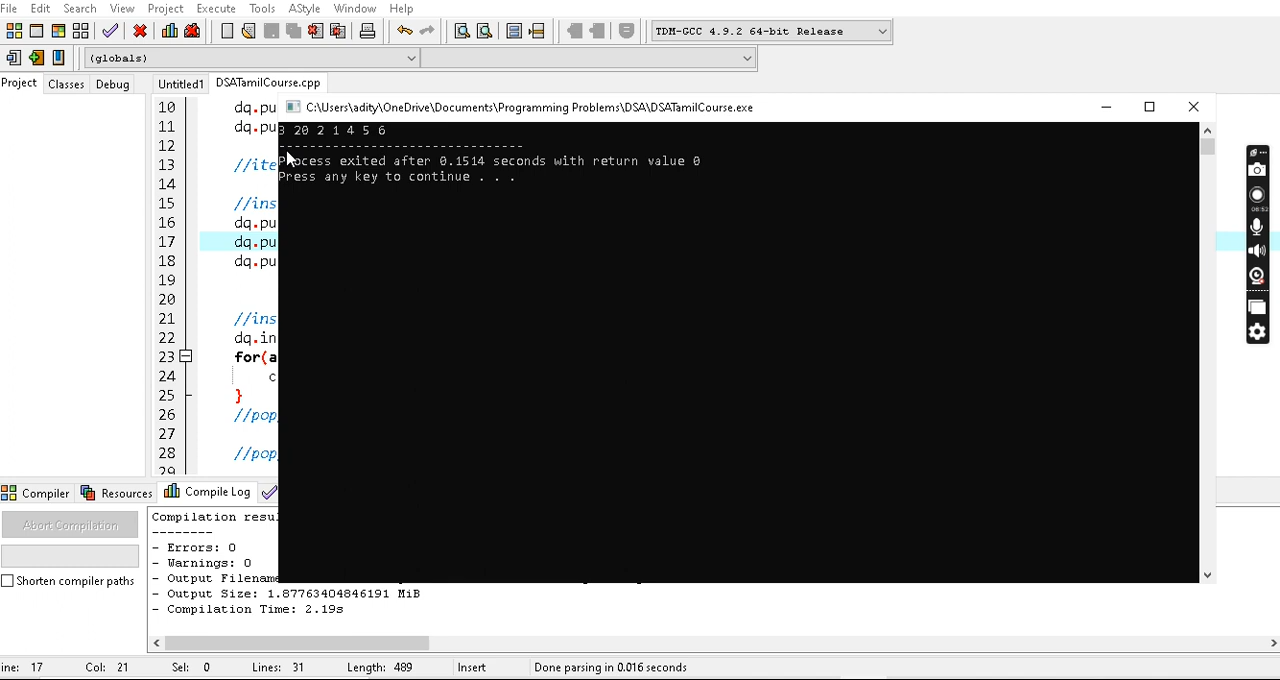 File Edit Search View Project Execute Tools AStyle Window Help
TDM-GCC 4.9.2 64-bit Release
(globals)
Project Classes Debug Untitled1 DSATamilCourse.cpp
C:\Users\adity\OneDrive\Documents\Programming Problems\DSA\DSATamilCourse.exe
3 20 2 1 4 5 6
--------------------------------
Process exited after 0.1514 seconds with return value 0
Press any key to continue . . .
10 dq.pu
11 dq.pu
12
13 //ite
14
15 //ins
16 dq.pu
17 dq.pu
18 dq.pu
19
20
21 //ins
22 dq.in
23 for(a
24 c
25 }
26 //pop
27
28 //pop
29
06:52
Compiler Resources Compile Log
Abort Compilation
Shorten compiler paths
Compilation resu
--------
- Errors: 0
- Warnings: 0
- Output Filename
- Output Size: 1.87763404846191 MiB
- Compilation Time: 2.19s
ine: 17 Col: 21 Sel: 0 Lines: 31 Length: 489 Insert Done parsing in 0.016 seconds